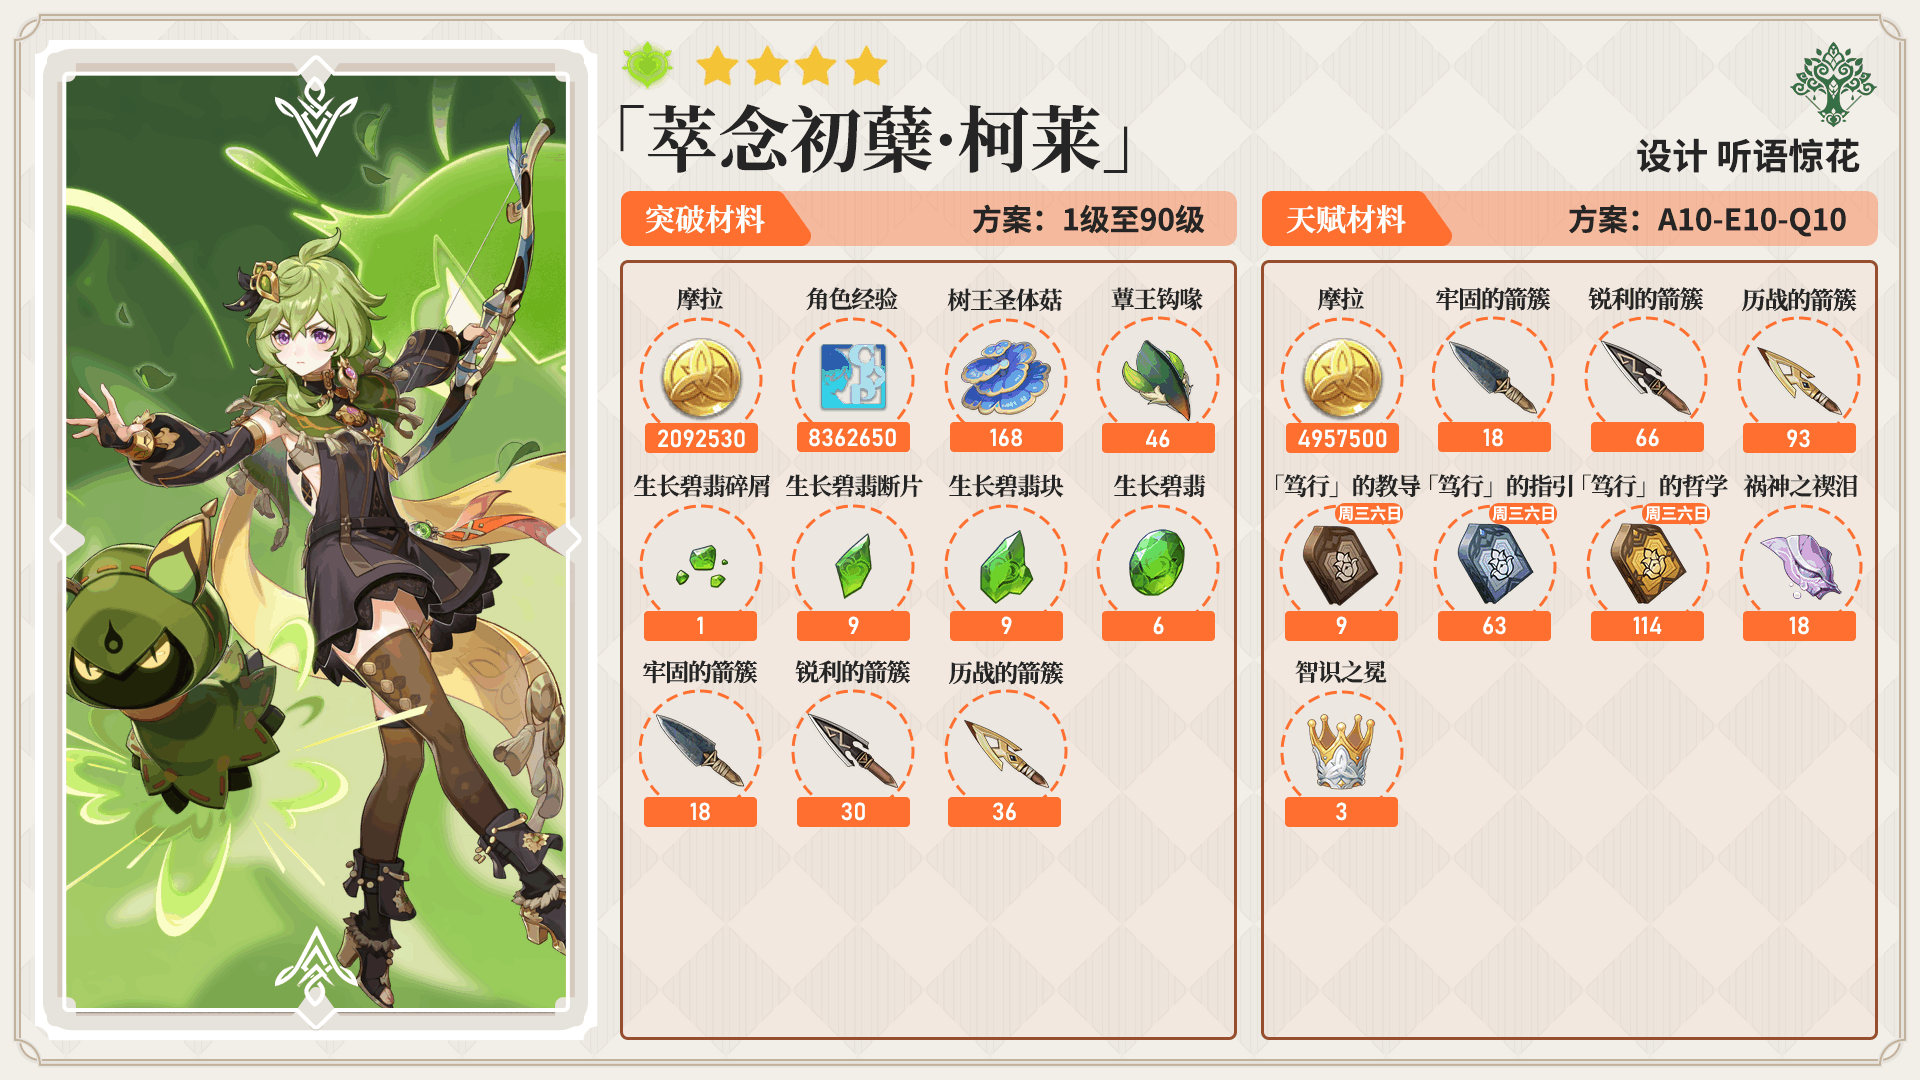 「萃念初蘖·柯莱」
设计 听语惊花
突破材料 方案：1级至90级
摩拉 角色经验 树王圣体菇 蕈王钩喙
2092530 8362650 168 46
生长碧翡碎屑 生长碧翡断片 生长碧翡块 生长碧翡
1 9 9 6
牢固的箭簇 锐利的箭簇 历战的箭簇
18 30 36
天赋材料 方案：A10-E10-Q10
摩拉 牢固的箭簇 锐利的箭簇 历战的箭簇
4957500 18 66 93
「笃行」的教导 「笃行」的指引 「笃行」的哲学 祸神之禊泪
周三六日 周三六日 周三六日
9 63 114 18
智识之冕
3